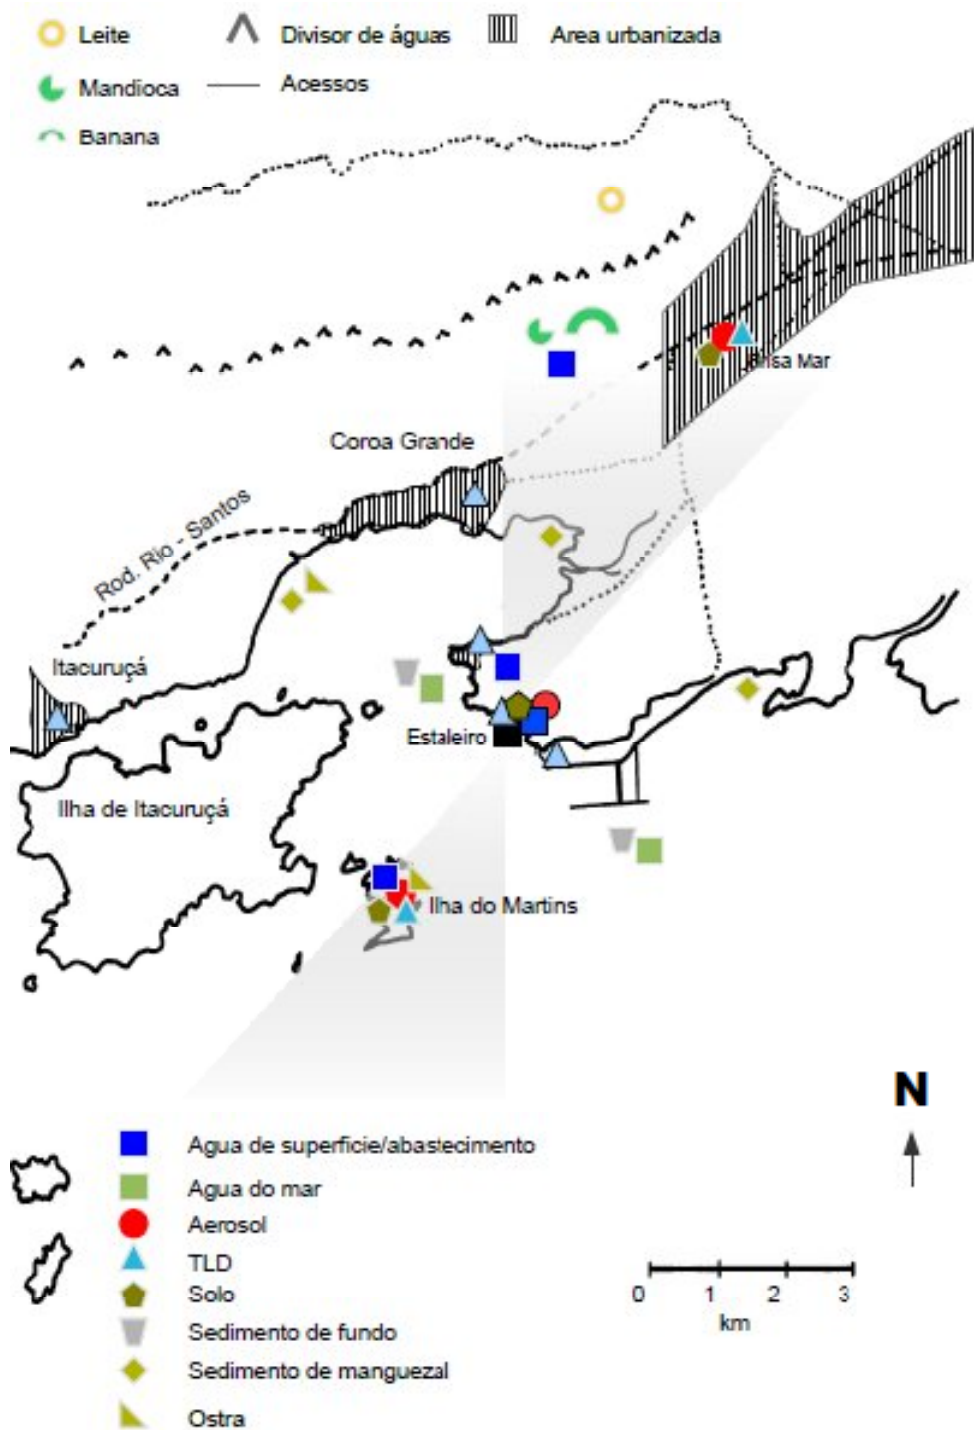 Leite
Divisor de águas
Area urbanizada
Mandioca
Acessos
Banana
Brisa Mar
Coroa Grande
Rod. Rio - Santos
Itacuruçá
Estaleiro
Ilha de Itacuruçá
Ilha do Martins
N
Agua de superficie/abastecimento
Agua do mar
Aerosol
TLD
Solo
Sedimento de fundo
Sedimento de manguezal
Ostra
0 1 2 3
km